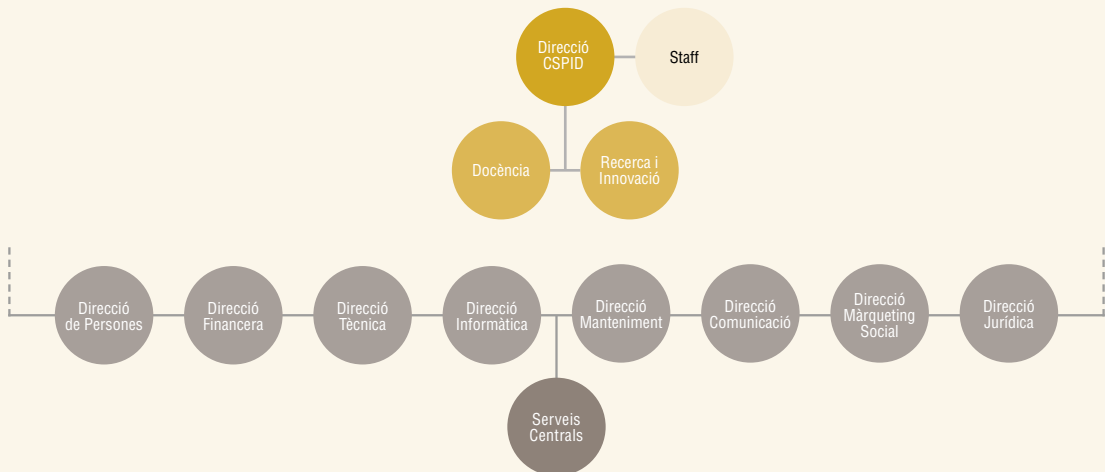 Direcció
CSPID
Staff
Docència
Recerca i
Innovació
Direcció
de Persones
Direcció
Financera
Direcció
Tècnica
Direcció
Informàtica
Direcció
Manteniment
Direcció
Comunicació
Direcció
Màrqueting
Social
Direcció
Jurídica
Serveis
Centrals